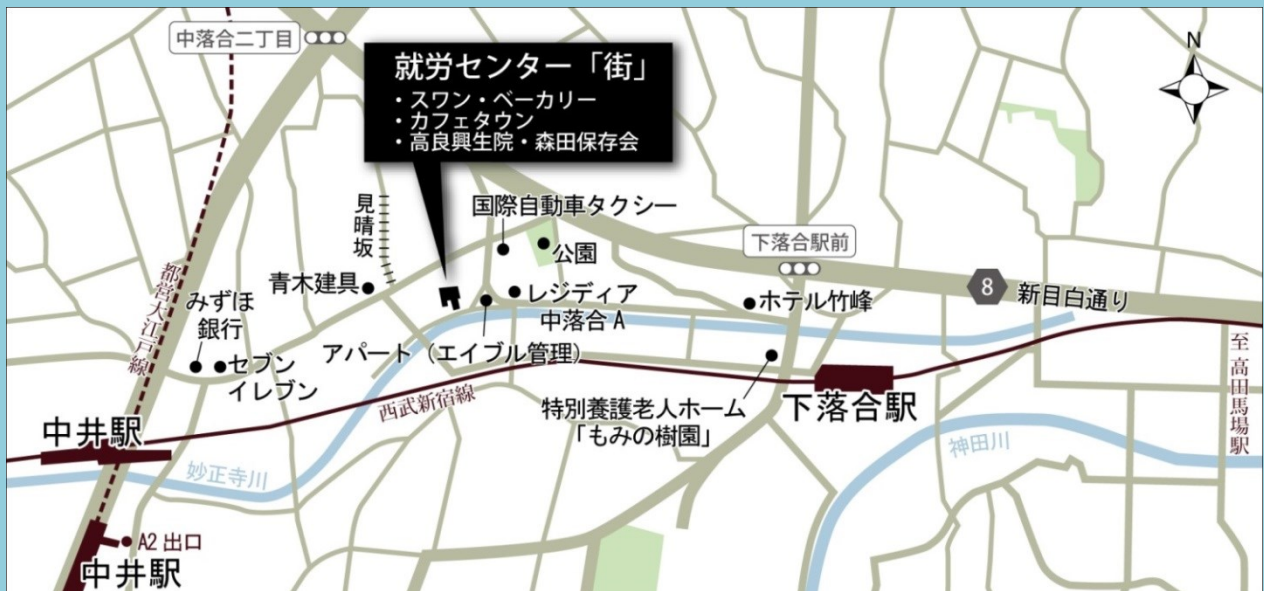 中落合二丁目
就労センター「街」
・スワン・ベーカリー
・カフェタウン
・高良興生院・森田保存会
N
見晴坂
国際自動車タクシー
公園
下落合駅前
都営大江戸線
青木建具
みずほ
銀行
セブン
イレブン
レジディア
中落合 A
ホテル竹峰
8
新目白通り
アパート（エイブル管理）
西武新宿線
特別養護老人ホーム
「もみの樹園」
下落合駅
至 高田馬場駅
中井駅
妙正寺川
神田川
A2 出口
中井駅